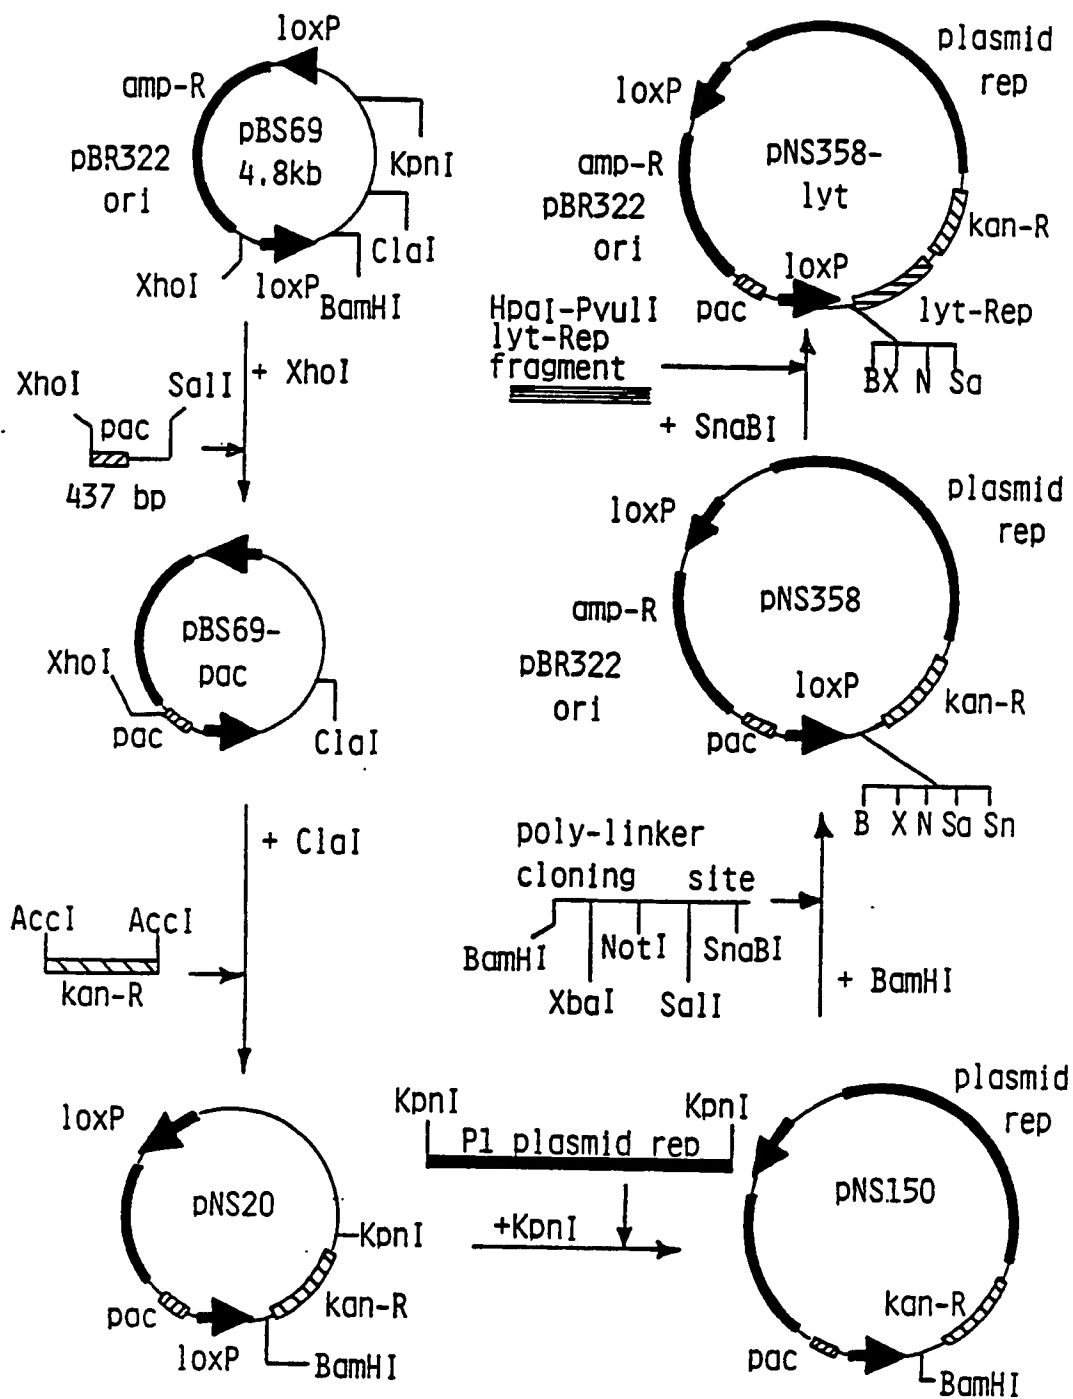 loxP
amp-R
pBS69
4.8kb
pBR322
ori
KpnI
ClaI
XhoI
loxP
BamHI
+ XhoI
XhoI
SalI
pac
437 bp
pBS69-
pac
XhoI
pac
ClaI
+ ClaI
AccI
AccI
kan-R
loxP
pNS20
KpnI
kan-R
pac
loxP
BamHI
KpnI
KpnI
P1 plasmid rep
+KpnI
plasmid
rep
pNS150
kan-R
pac
BamHI
poly-linker
cloning site
BamHI
XbaI
NotI
SalI
SnaBI
+ BamHI
plasmid
rep
loxP
amp-R
pNS358
pBR322
ori
loxP
kan-R
pac
B X N Sa Sn
HpaI-PvuII
lyt-Rep
fragment
+ SnaBI
plasmid
rep
loxP
amp-R
pNS358-
lyt
pBR322
ori
kan-R
loxP
pac
lyt-Rep
BX N Sa